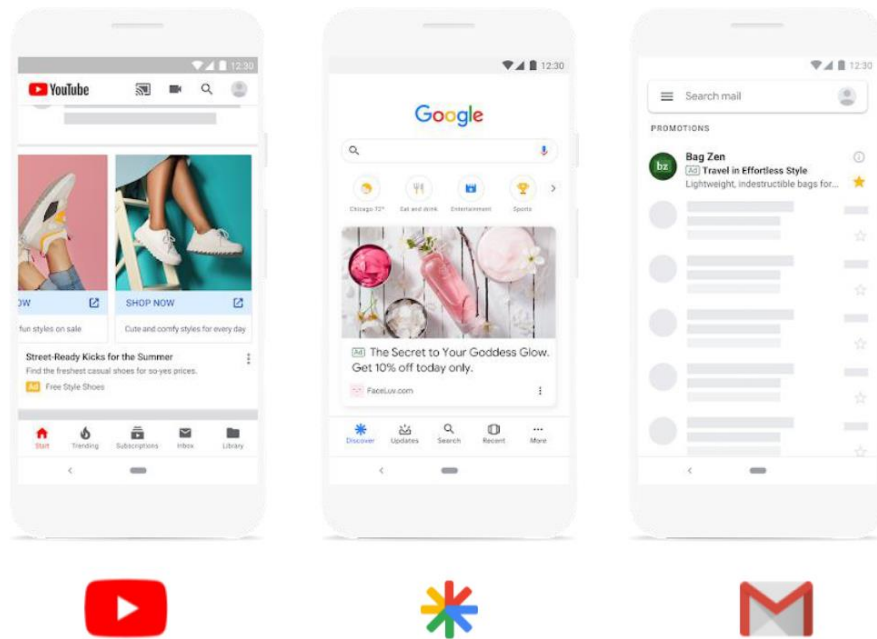 12:30
YouTube
OW
SHOP NOW
fun styles on sale
Cute and comfy styles for every day
Street-Ready Kicks for the Summer
Find the freshest casual shoes for so-yes prices.
Ad Free Style Shoes
Start Trending Subscriptions Inbox Library
12:30
Google
Chicago 72° Eat and drink Entertainment Sports
Ad The Secret to Your Goddess Glow.
Get 10% off today only.
FaceLuv.com
Discover Updates Search Recent More
12:30
Search mail
PROMOTIONS
bz
Bag Zen
Ad Travel in Effortless Style
Lightweight, indestructible bags for...